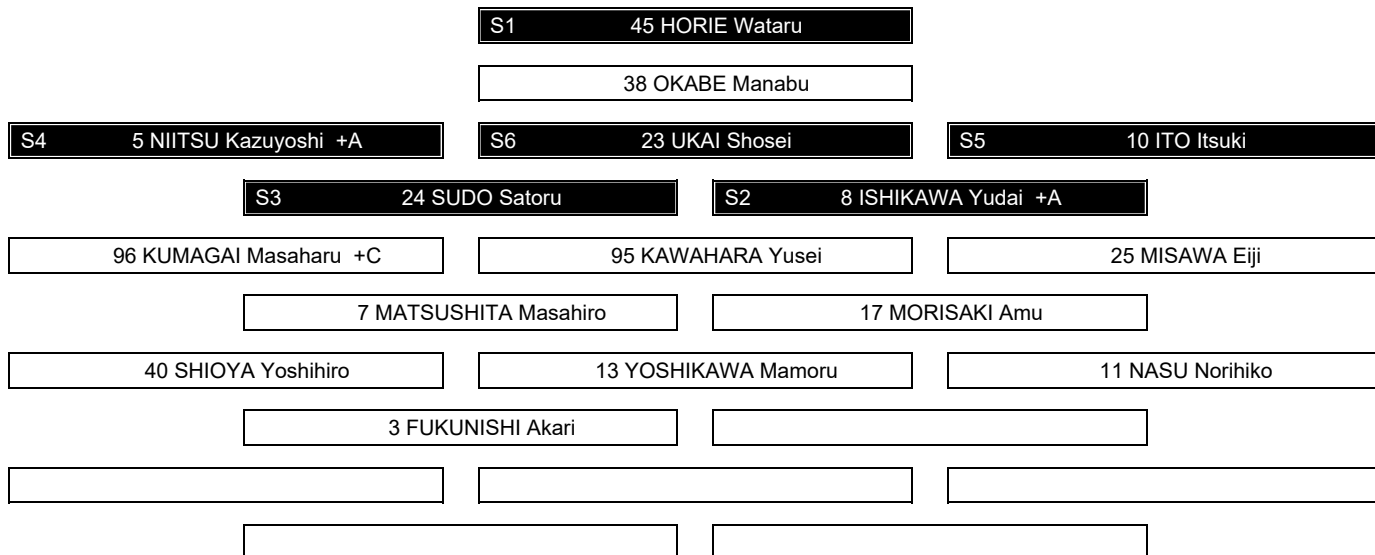 S1 45 HORIE Wataru
38 OKABE Manabu
S4 5 NIITSU Kazuyoshi +A S6 23 UKAI Shosei S5 10 ITO Itsuki
S3 24 SUDO Satoru S2 8 ISHIKAWA Yudai +A
96 KUMAGAI Masaharu +C 95 KAWAHARA Yusei 25 MISAWA Eiji
7 MATSUSHITA Masahiro 17 MORISAKI Amu
40 SHIOYA Yoshihiro 13 YOSHIKAWA Mamoru 11 NASU Norihiko
3 FUKUNISHI Akari